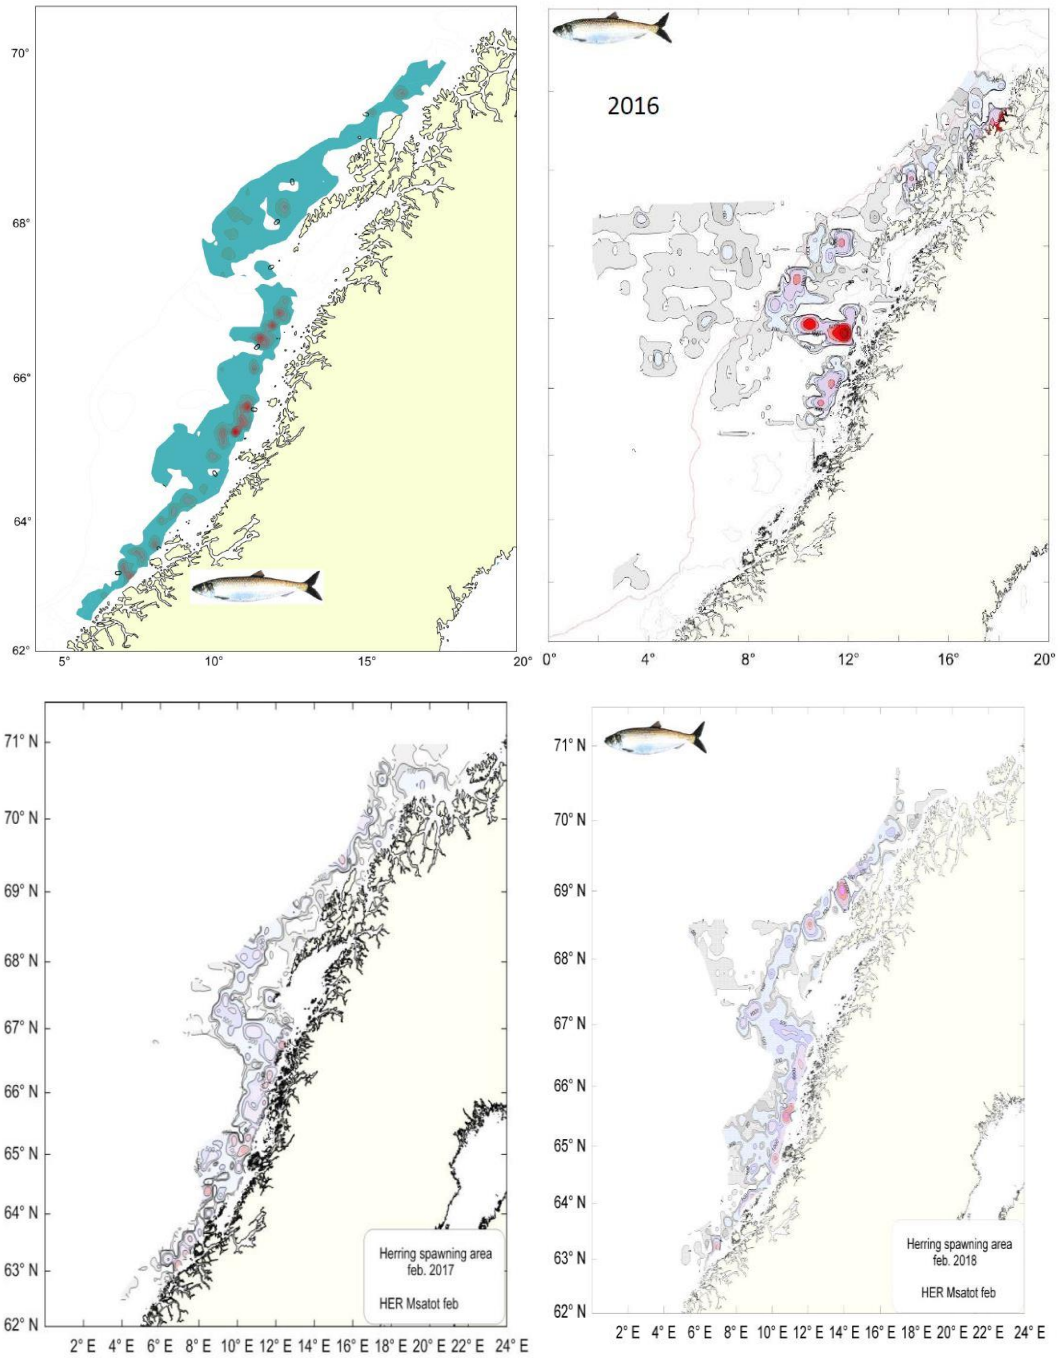 70°
68°
66°
64°
62°
5°
10°
15°
20°
2016
0°
4°
8°
12°
16°
20°
71° N
70° N
69° N
68° N
67° N
66° N
65° N
64° N
63° N
62° N
2° E 4° E 6° E 8° E 10° E 12° E 14° E 16° E 18° E 20° E 22° E 24° E
Herring spawning area
feb. 2017
HER Msatot feb
71° N
70° N
69° N
68° N
67° N
66° N
65° N
64° N
63° N
62° N
2° E 4° E 6° E 8° E 10° E 12° E 14° E 16° E 18° E 20° E 22° E 24° E
Herring spawning area
feb. 2018
HER Msatot feb